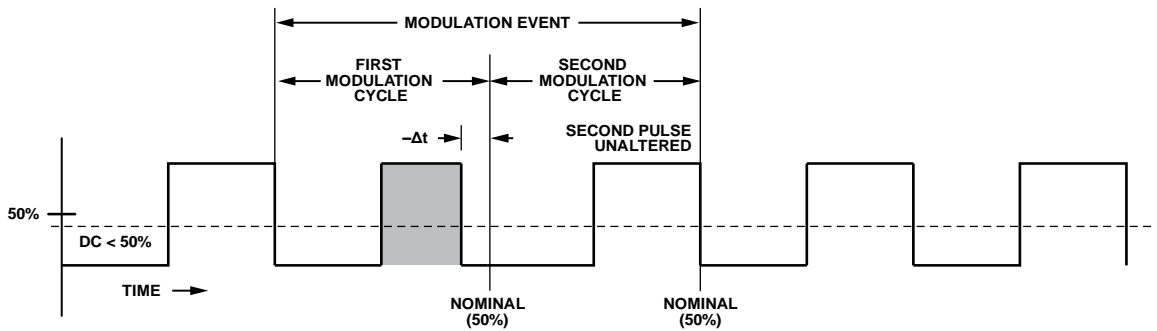 MODULATION EVENT
FIRST
MODULATION
CYCLE
SECOND
MODULATION
CYCLE
–Δt
SECOND PULSE
UNALTERED
50%
DC < 50%
TIME
NOMINAL
(50%)
NOMINAL
(50%)